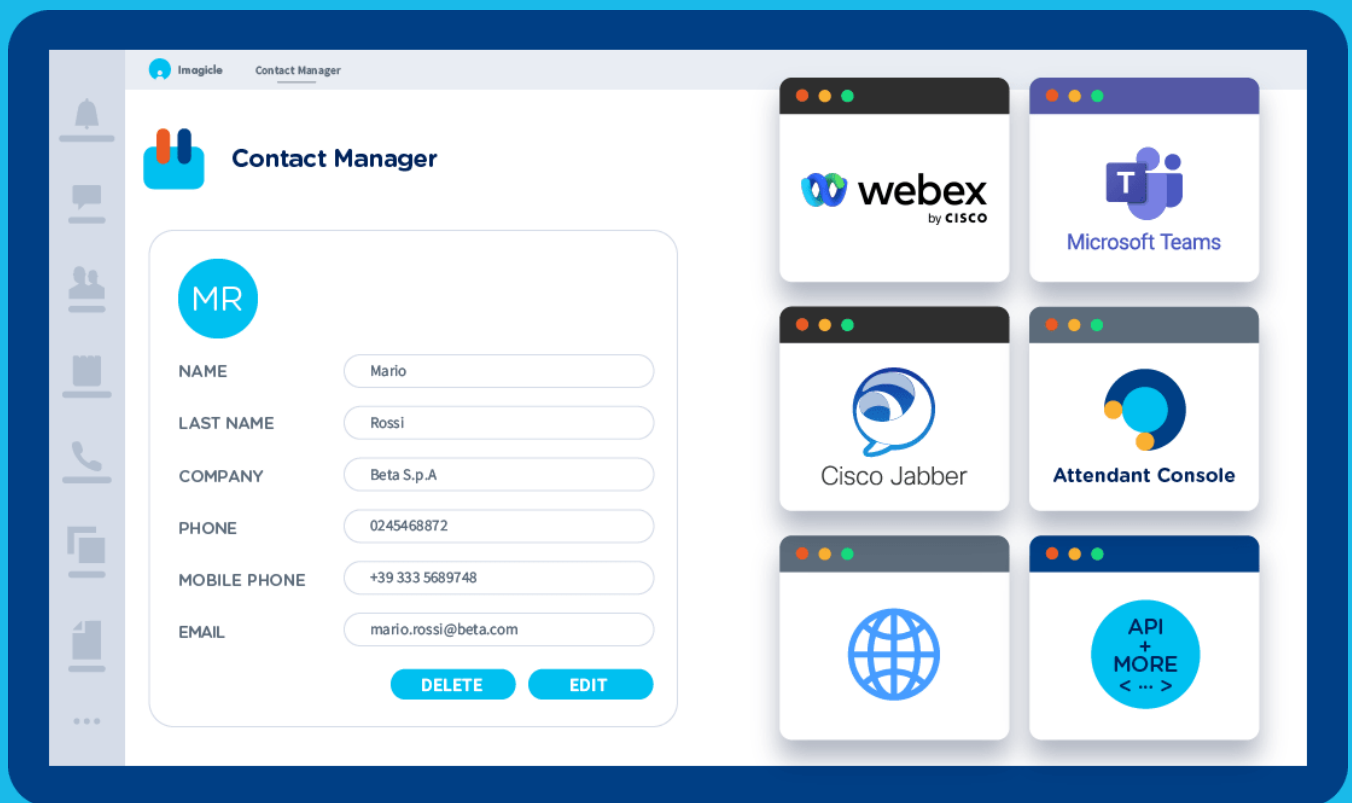 Imagicle Contact Manager
Contact Manager
MR
NAME Mario
LAST NAME Rossi
COMPANY Beta S.p.A
PHONE 0245468872
MOBILE PHONE +39 333 5689748
EMAIL mario.rossi@beta.com
DELETE EDIT
webex
by CISCO
T
Microsoft Teams
Cisco Jabber
Attendant Console
API
+
MORE
< ... >